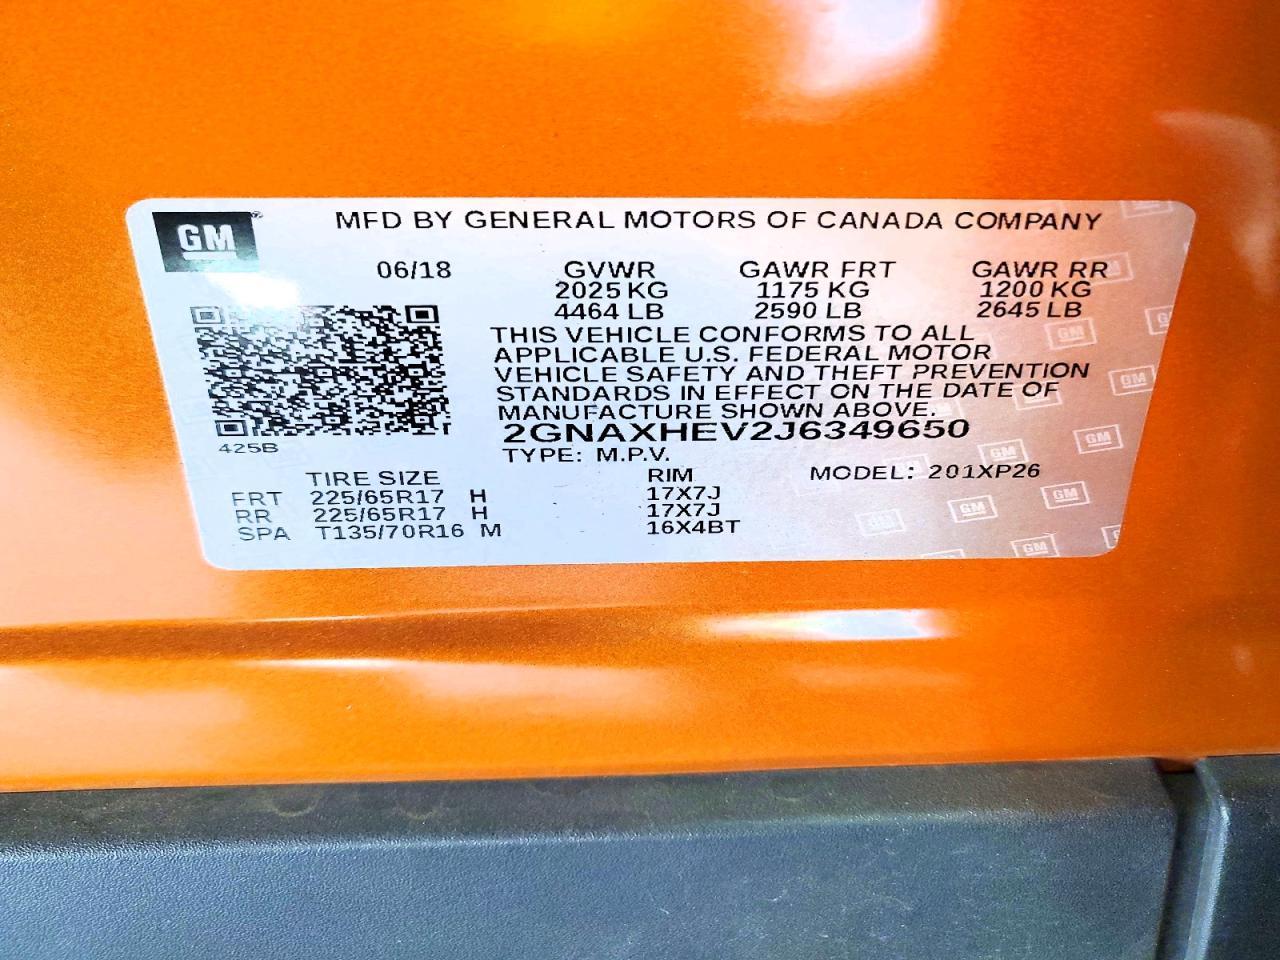 GM®
MFD BY GENERAL MOTORS OF CANADA COMPANY
06/18 GVWR GAWR FRT GAWR RR
2025 KG 1175 KG 1200 KG
4464 LB 2590 LB 2645 LB
THIS VEHICLE CONFORMS TO ALL
APPLICABLE U.S. FEDERAL MOTOR
VEHICLE SAFETY AND THEFT PREVENTION
STANDARDS IN EFFECT ON THE DATE OF
MANUFACTURE SHOWN ABOVE.
425B
2GNAXHEV2J6349650
TYPE: M.P.V.
TIRE SIZE RIM MODEL: 201XP26
FRT 225/65R17 H 17X7J
RR 225/65R17 H 17X7J
SPA T135/70R16 M 16X4BT